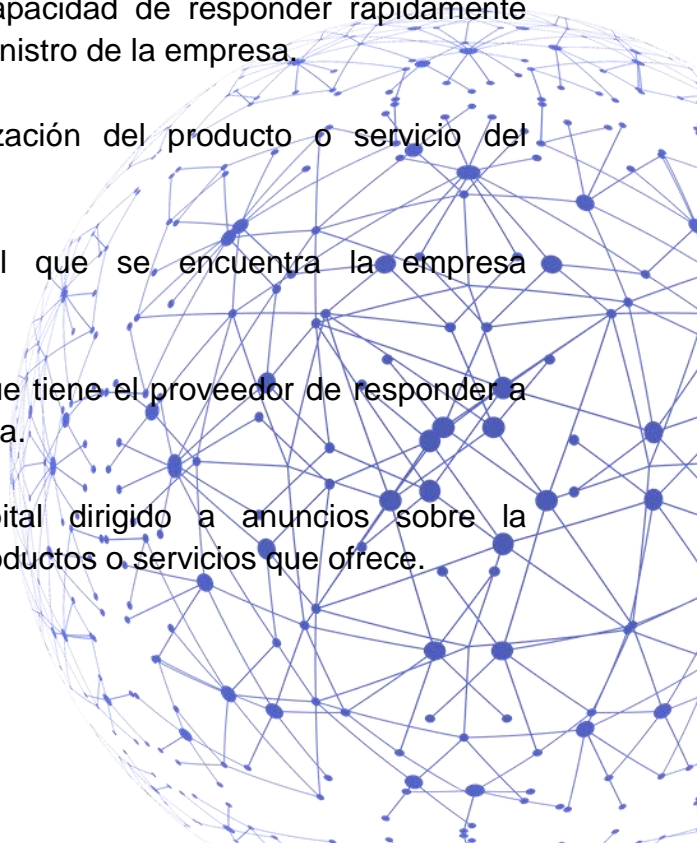 apacidad de responder rápidamente
nistro de la empresa.
zación del producto o servicio del
l que se encuentra la empresa
ue tiene el proveedor de responder a
a.
pital dirigido a anuncios sobre la
oductos o servicios que ofrece.